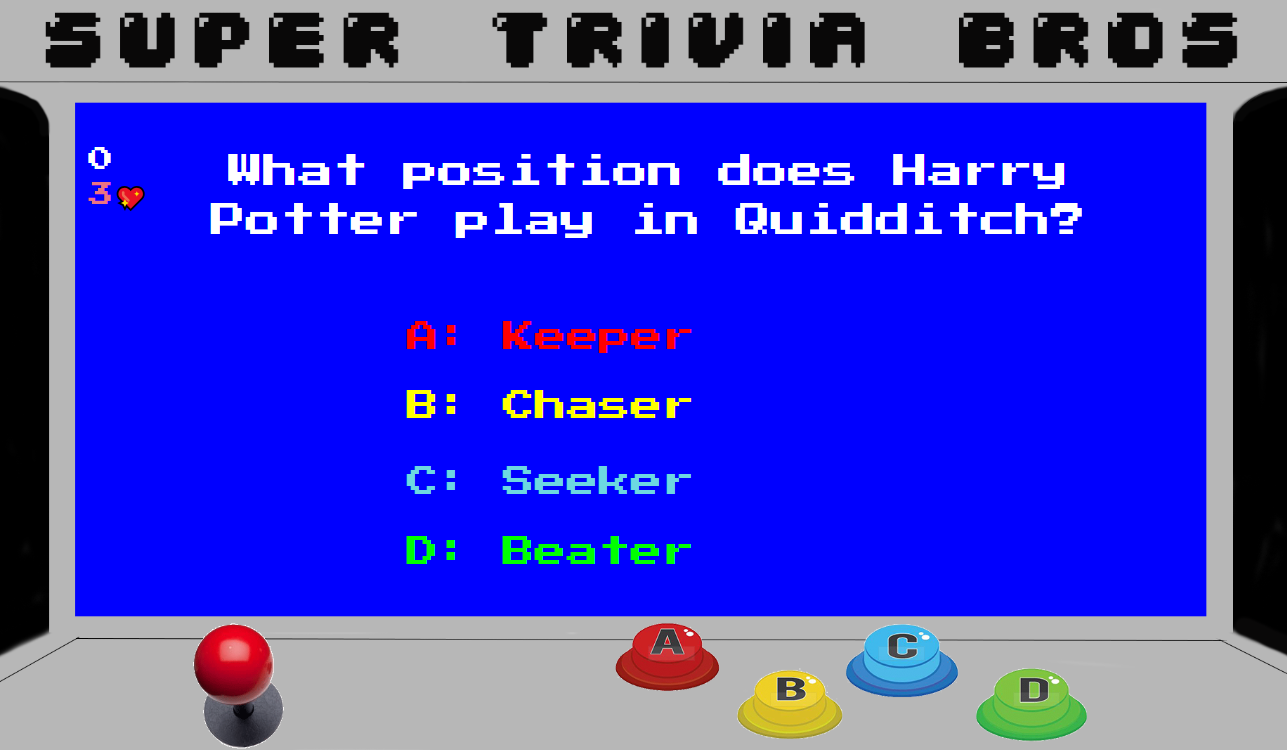 SUPER TRIVIA BROS
0
3
What position does Harry
Potter play in Quidditch?
A: Keeper
B: Chaser
C: Seeker
D: Beater
A
B
C
D